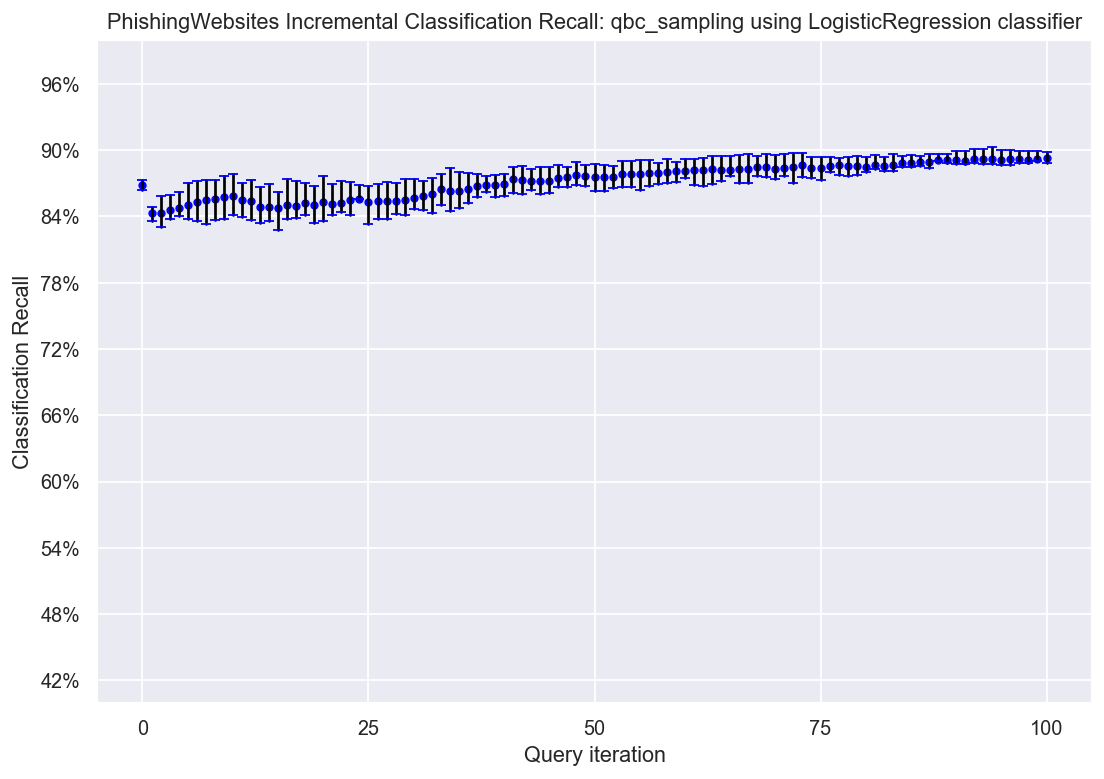 PhishingWebsites Incremental Classification Recall: qbc_sampling using LogisticRegression classifier
96%
90%
84%
78%
72%
66%
60%
54%
48%
42%
Classification Recall
0 25 50 75 100
Query iteration